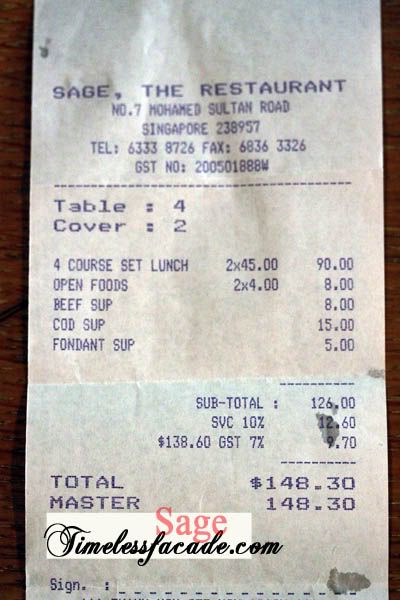 SAGE, THE RESTAURANT
NO.7 MOHAMED SULTAN ROAD
SINGAPORE 238957
TEL: 6333 8726 FAX: 6836 3326
GST NO: 200501888W
Table : 4
Cover : 2
4 COURSE SET LUNCH 2x45.00 90.00
OPEN FOODS 2x4.00 8.00
BEEF SUP 8.00
COD SUP 15.00
FONDANT SUP 5.00
SUB-TOTAL : 126.00
SVC 10% 12.60
$138.60 GST 7% 9.70
TOTAL $148.30
MASTER 148.30
Sage
Timelessfacade.com
Sign. :